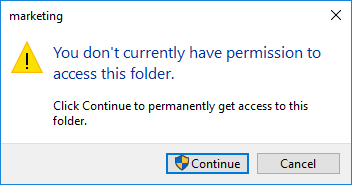 marketing
You don't currently have permission to
access this folder.
Click Continue to permanently get access to this
folder.
Continue
Cancel